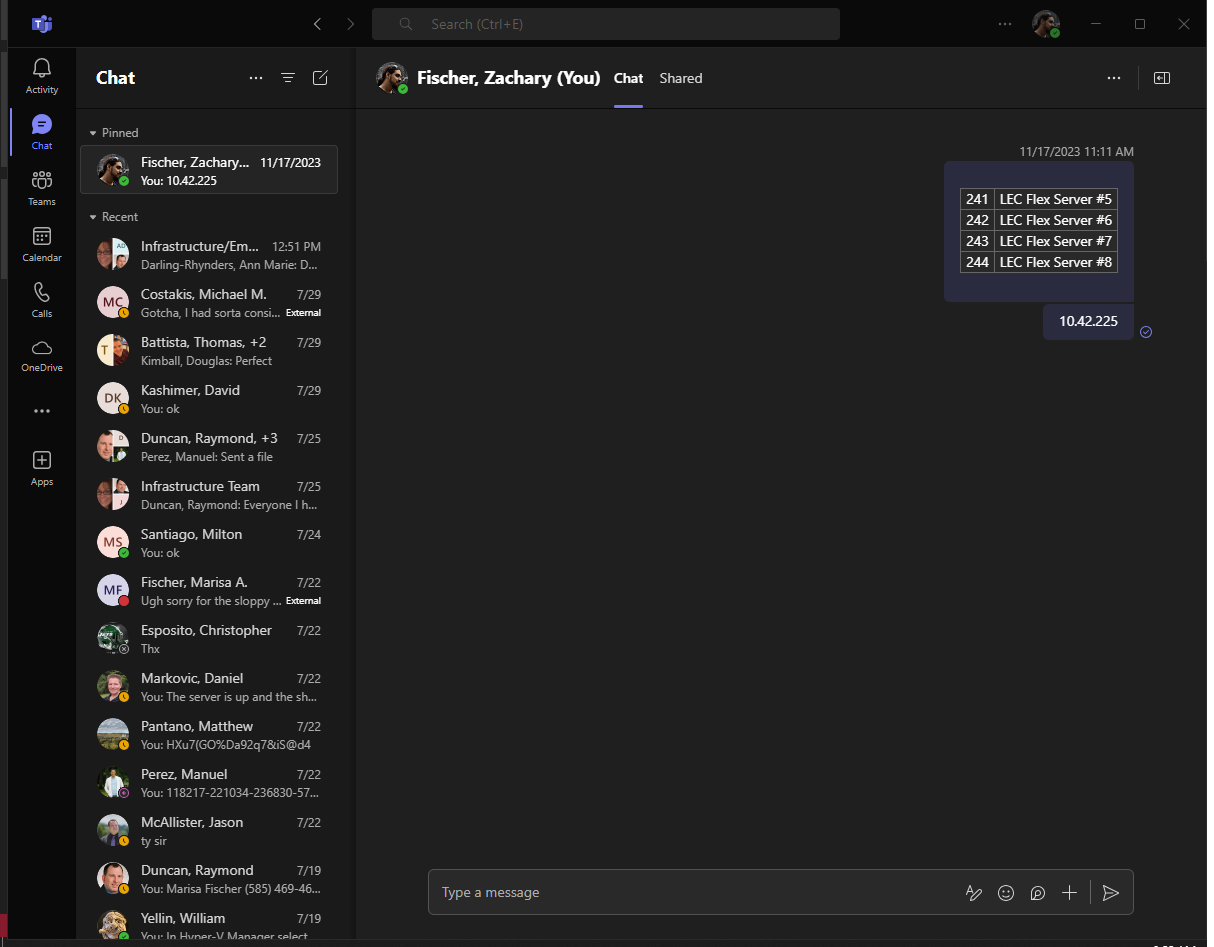 Search (Ctrl+E)
Activity
Chat
Teams
Calendar
Calls
OneDrive
Apps
Chat
Pinned
Fischer, Zachary... 11/17/2023
You: 10.42.225
Recent
Infrastructure/Em... 12:51 PM
Darling-Rhynders, Ann Marie: D...
Costakis, Michael M. 7/29
Gotcha, I had sorta consi... External
Battista, Thomas, +2 7/29
Kimball, Douglas: Perfect
Kashimer, David 7/29
You: ok
Duncan, Raymond, +3 7/25
Perez, Manuel: Sent a file
Infrastructure Team 7/25
Duncan, Raymond: Everyone I h...
Santiago, Milton 7/24
You: ok
Fischer, Marisa A. 7/22
Ugh sorry for the sloppy ... External
Esposito, Christopher 7/22
Thx
Markovic, Daniel 7/22
You: The server is up and the sh...
Pantano, Matthew 7/22
You: HXu7(GO%Da92q7&iS@d4
Perez, Manuel 7/22
You: 118217-221034-236830-57...
McAllister, Jason 7/22
ty sir
Duncan, Raymond 7/19
You: Marisa Fischer (585) 469-46...
Yellin, William 7/19
You: In Hyper-V Manager select
MC
T
DK
D
MS
MF
AD
Fischer, Zachary (You) Chat Shared
11/17/2023 11:11 AM
241 LEC Flex Server #5
242 LEC Flex Server #6
243 LEC Flex Server #7
244 LEC Flex Server #8
10.42.225
Type a message